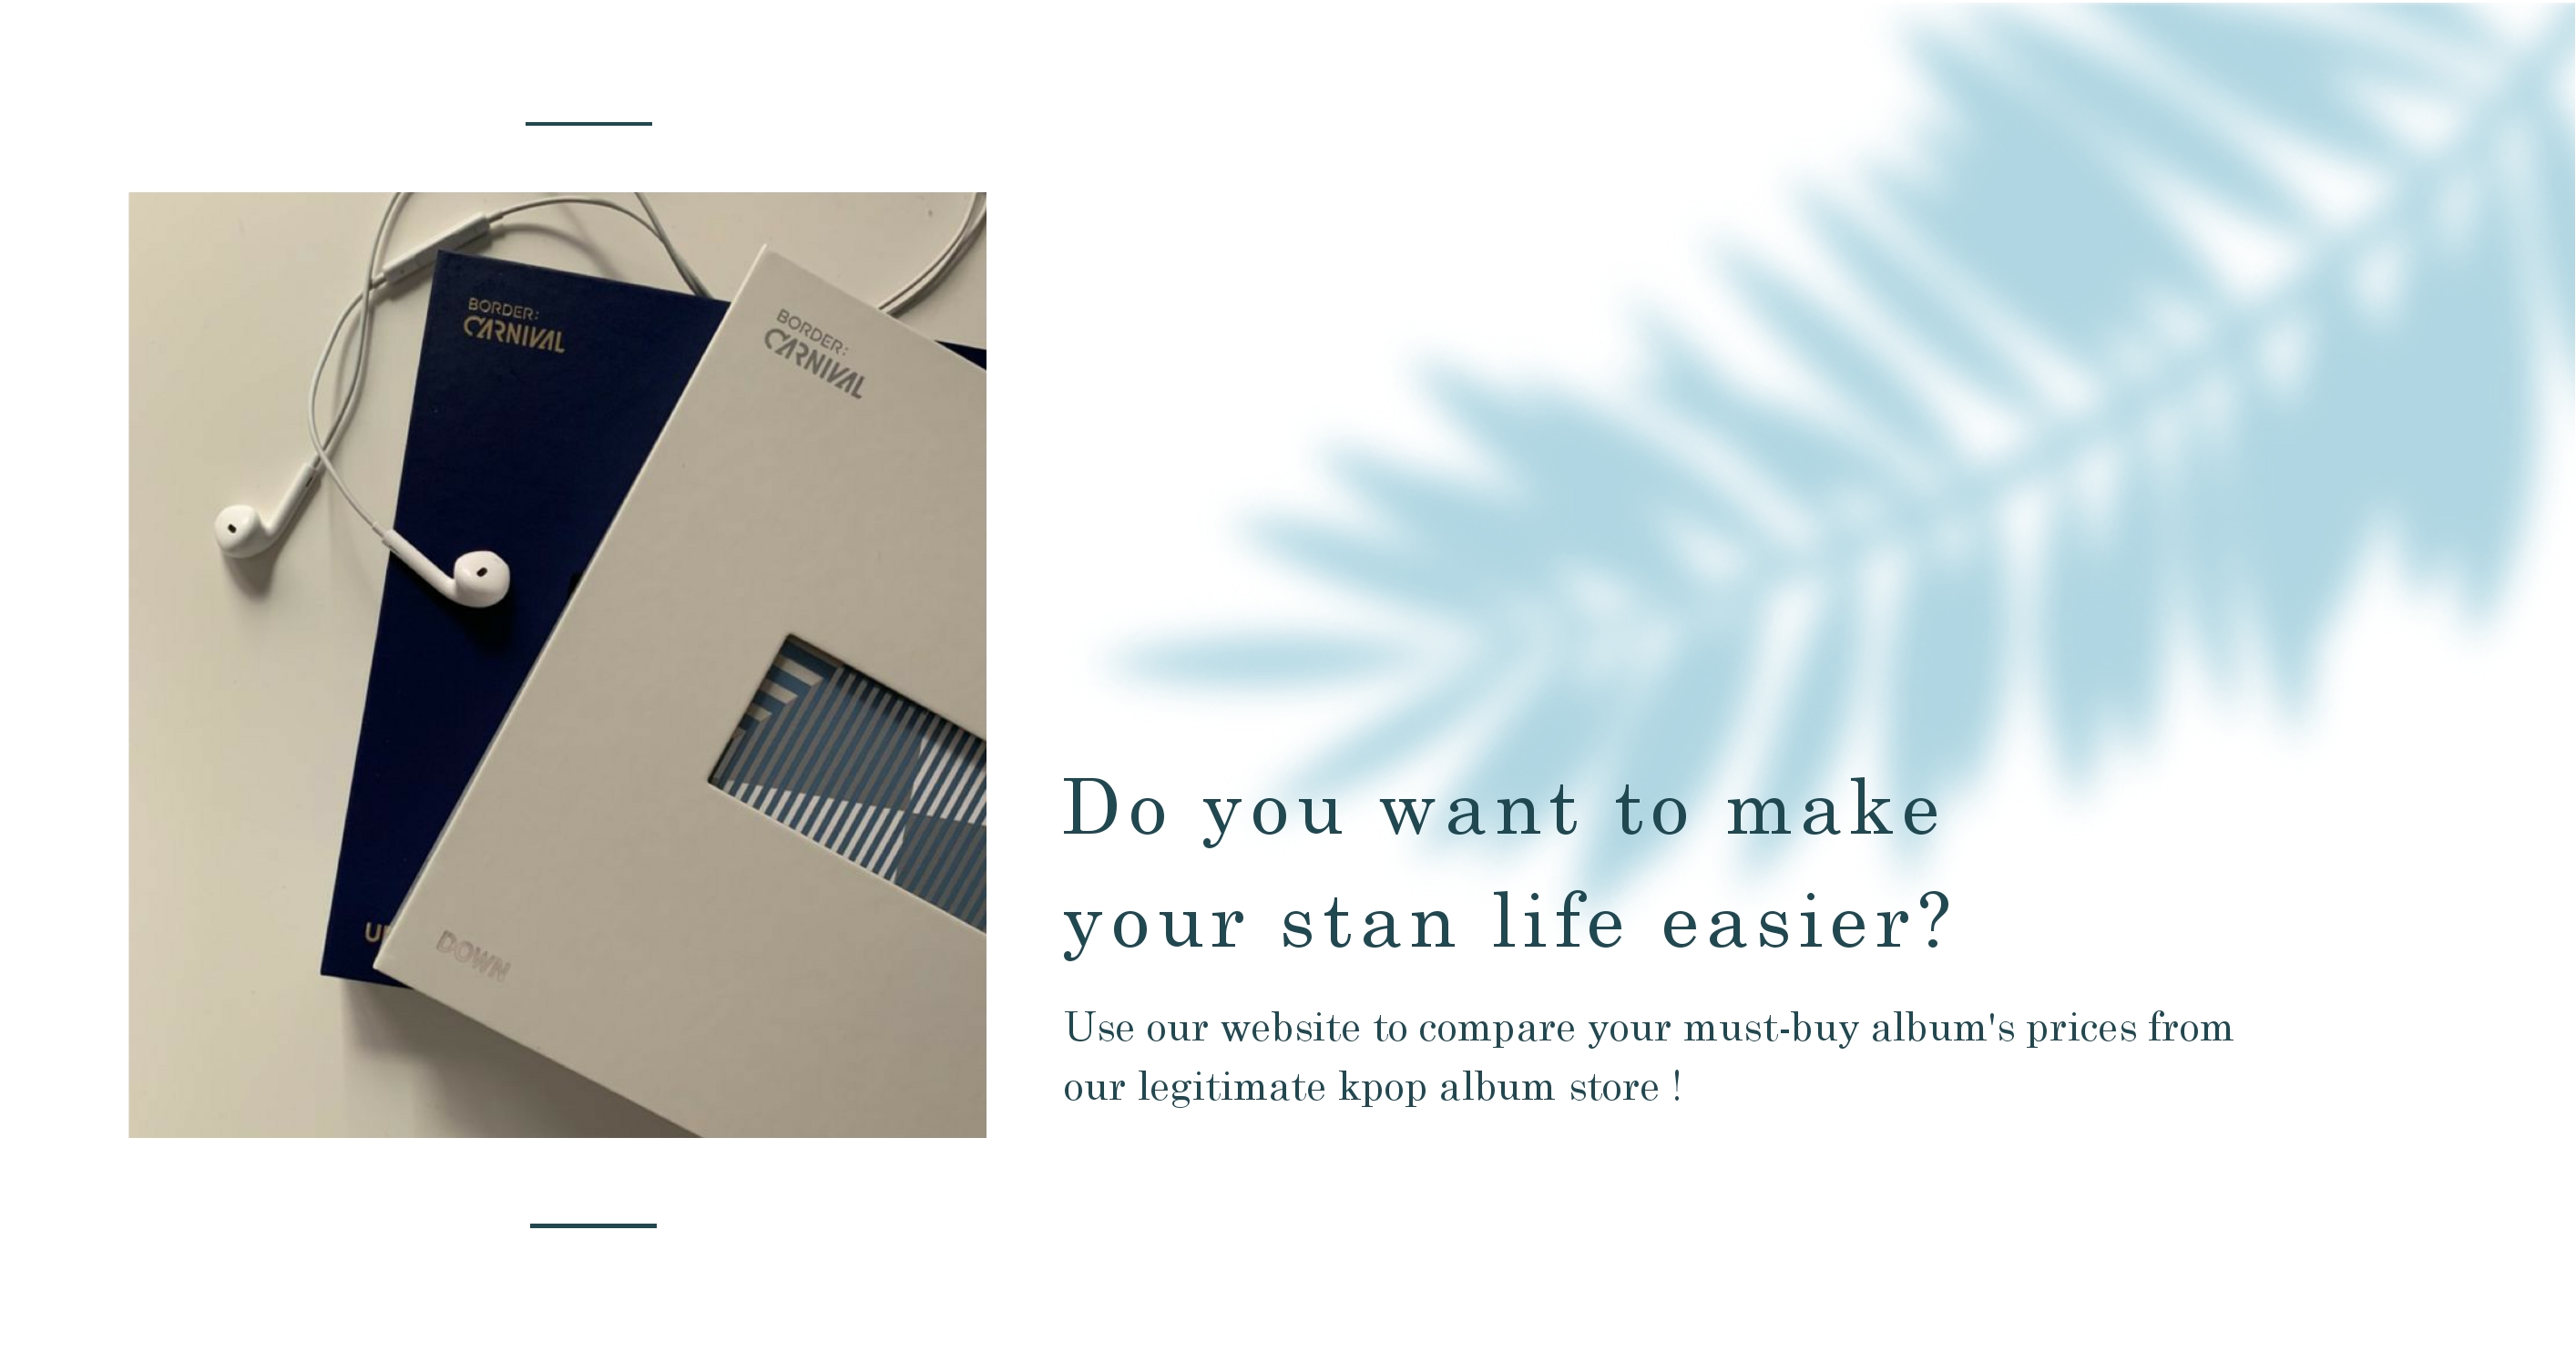 BORDER:
CARNIVAL
BORDER:
CARNIVAL
DOWN
Do you want to make
your stan life easier?
Use our website to compare your must-buy album's prices from
our legitimate kpop album store !